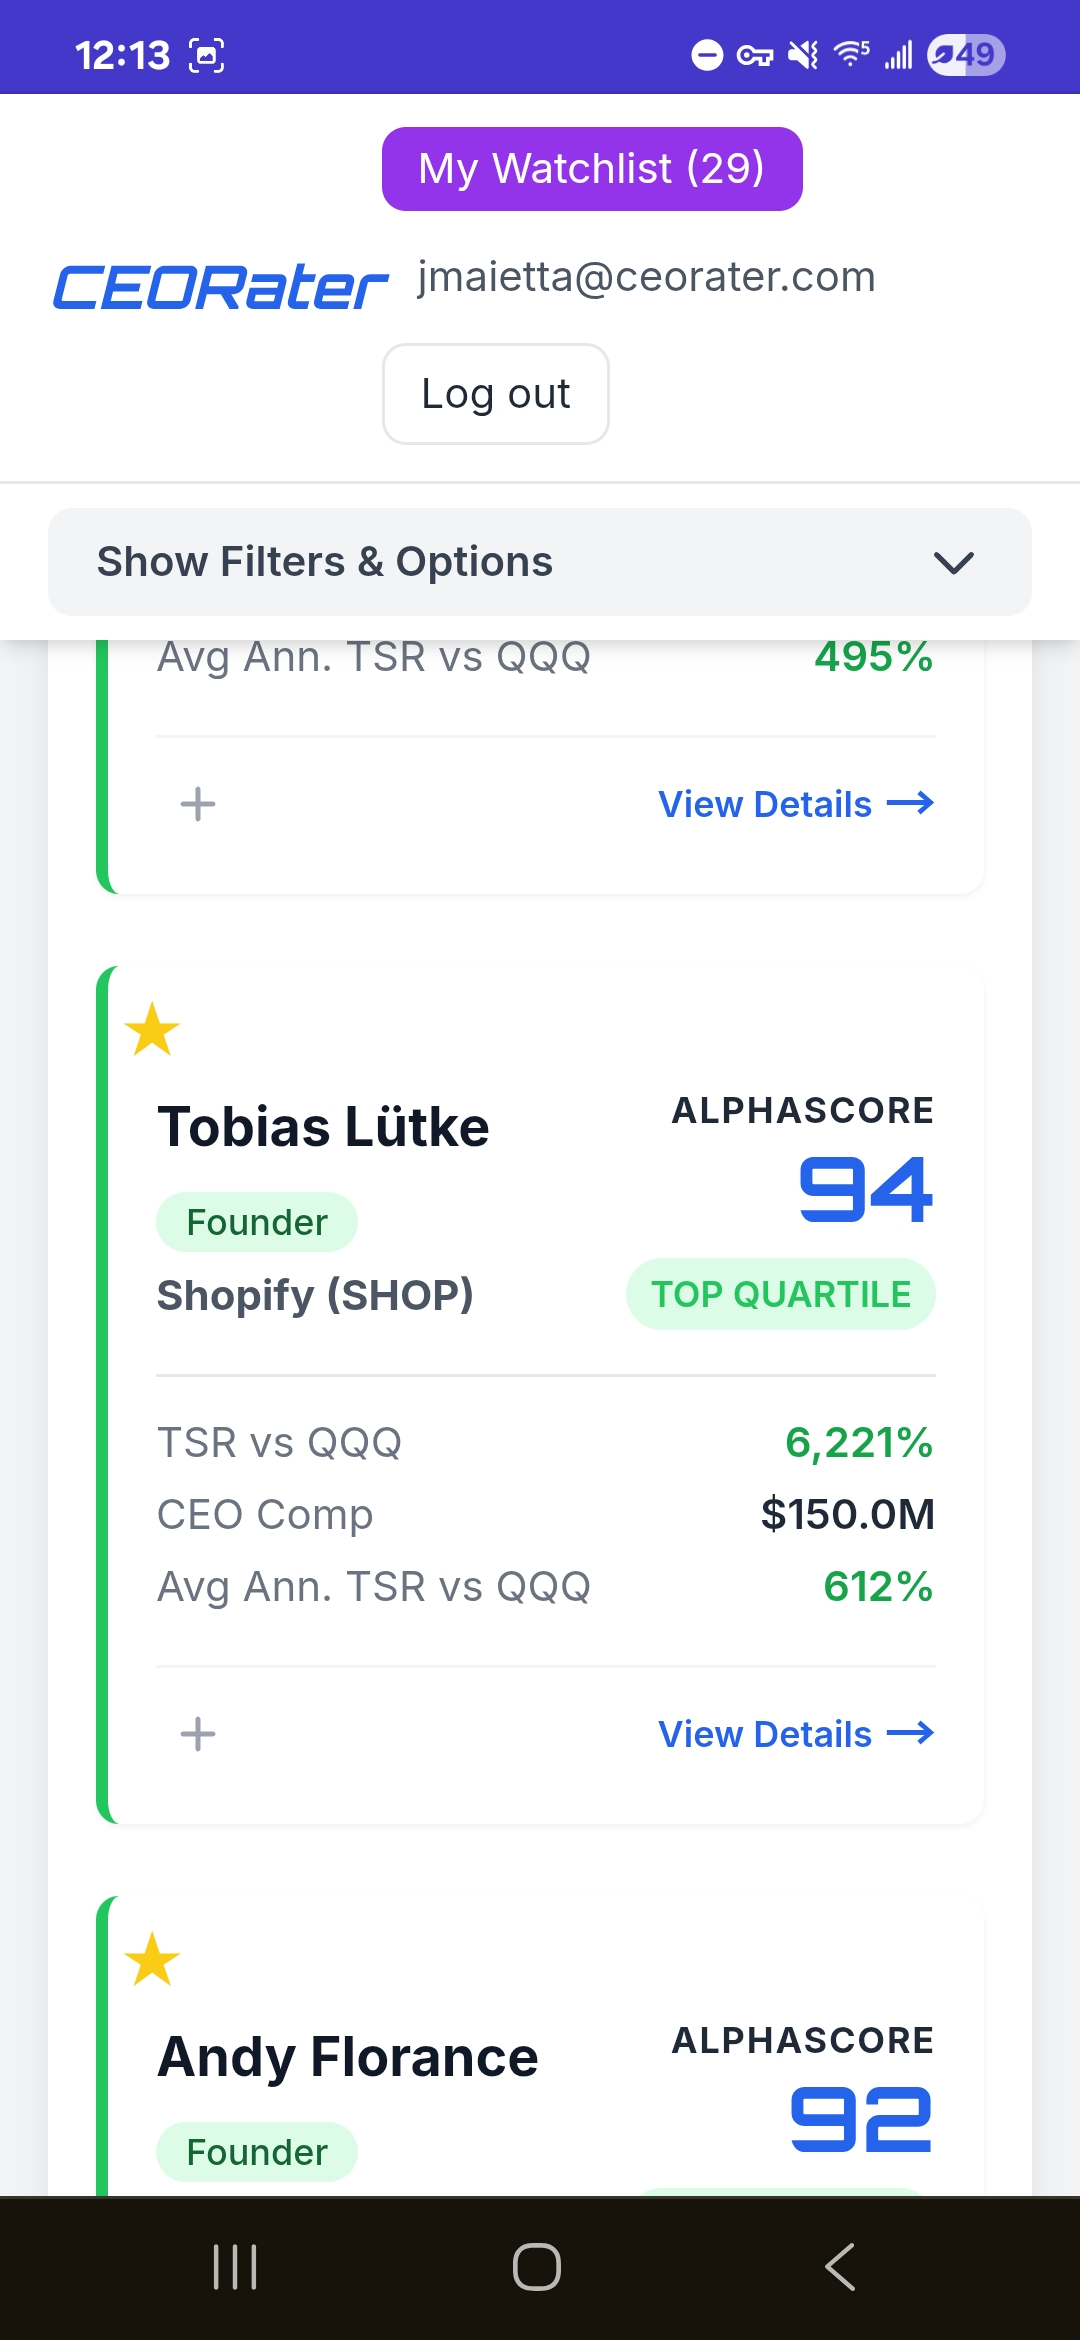 12:13
5
49
My Watchlist (29)
CEORater
jmaietta@ceorater.com
Log out
Show Filters & Options
Avg Ann. TSR vs QQQ 495%
View Details →
Tobias Lütke
ALPHASCORE
94
Founder
Shopify (SHOP)
TOP QUARTILE
TSR vs QQQ 6,221%
CEO Comp $150.0M
Avg Ann. TSR vs QQQ 612%
View Details →
Andy Florance
ALPHASCORE
92
Founder